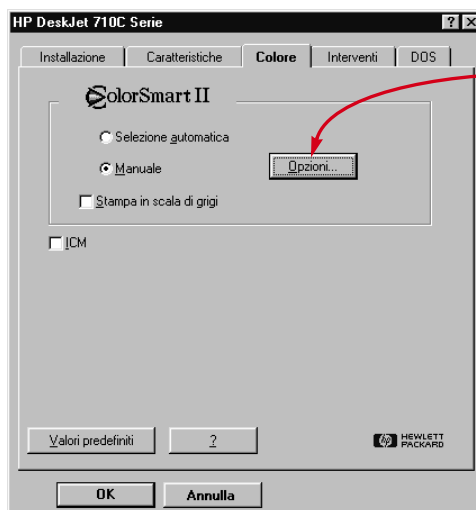 HP DeskJet 710C Serie
Installazione Caratteristiche Colore Interventi DOS
ColorSmart II
Selezione automatica
Manuale
Opzioni...
Stampa in scala di grigi
ICM
Valori predefiniti ? hp HEWLETT
PACKARD
OK Annulla